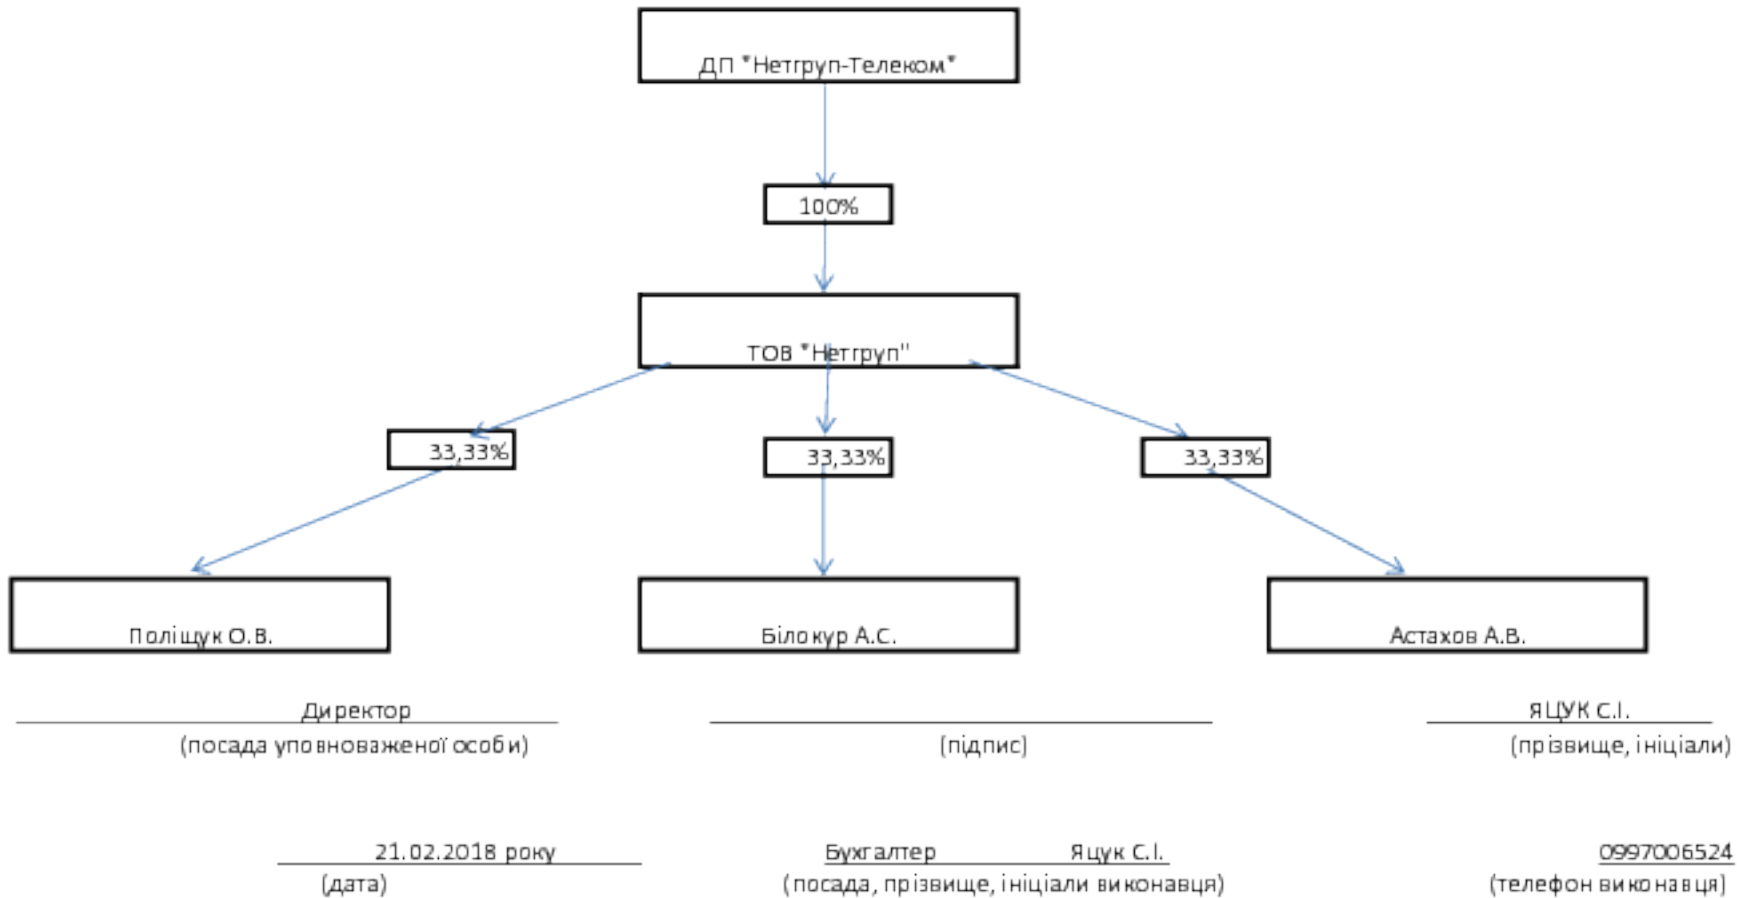 ДП "Нетгруп-Телеком"
100%
ТОВ "Нетгруп"
33,33% 33,33% 33,33%
Поліщук О.В. Білокур А.С. Астахов А.В.
Директор ЯЦУК С.І.
(посада уповноваженої особи) (підпис) (прізвище, ініціали)
21.02.2018 року Бухгалтер Яцук С.І. 0997006524
(дата) (посада, прізвище, ініціали виконавця) (телефон виконавця)